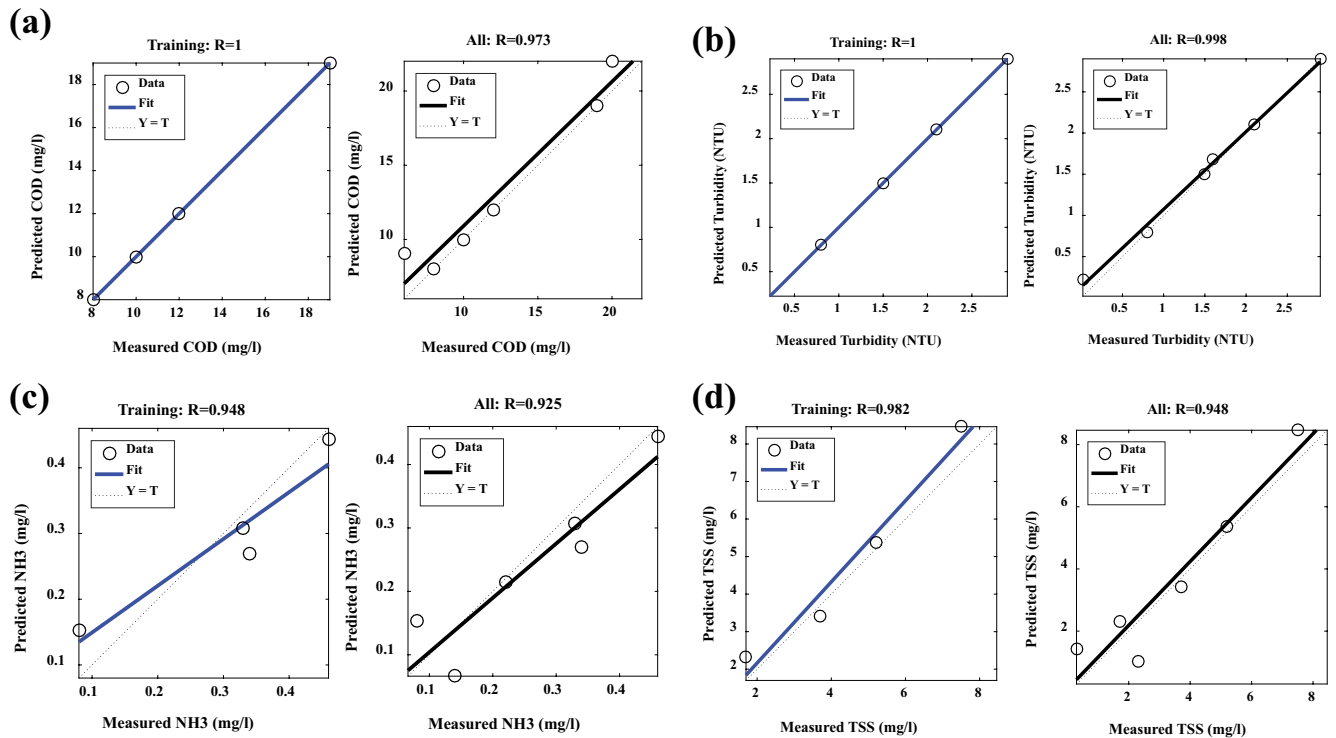 (a)
Training: R=1
Predicted COD (mg/l)
18
16
14
12
10
8
Data
Fit
Y = T
8
10
12
14
16
18
Measured COD (mg/l)
All: R=0.973
Predicted COD (mg/l)
20
15
10
Data
Fit
Y = T
10
15
20
Measured COD (mg/l)
(b)
Training: R=1
Predicted Turbidity (NTU)
2.5
2
1.5
1
0.5
Data
Fit
Y = T
0.5
1
1.5
2
2.5
Measured Turbidity (NTU)
All: R=0.998
Predicted Turbidity (NTU)
2.5
2
1.5
1
0.5
Data
Fit
Y = T
0.5
1
1.5
2
2.5
Measured Turbidity (NTU)
(c)
Training: R=0.948
Predicted NH3 (mg/l)
0.4
0.3
0.2
0.1
Data
Fit
Y = T
0.1
0.2
0.3
0.4
Measured NH3 (mg/l)
All: R=0.925
Predicted NH3 (mg/l)
0.4
0.3
0.2
0.1
Data
Fit
Y = T
0.1
0.2
0.3
0.4
Measured NH3 (mg/l)
(d)
Training: R=0.982
Predicted TSS (mg/l)
8
7
6
5
4
3
2
Data
Fit
Y = T
2
4
6
8
Measured TSS (mg/l)
All: R=0.948
Predicted TSS (mg/l)
8
6
4
2
Data
Fit
Y = T
2
4
6
8
Measured TSS (mg/l)